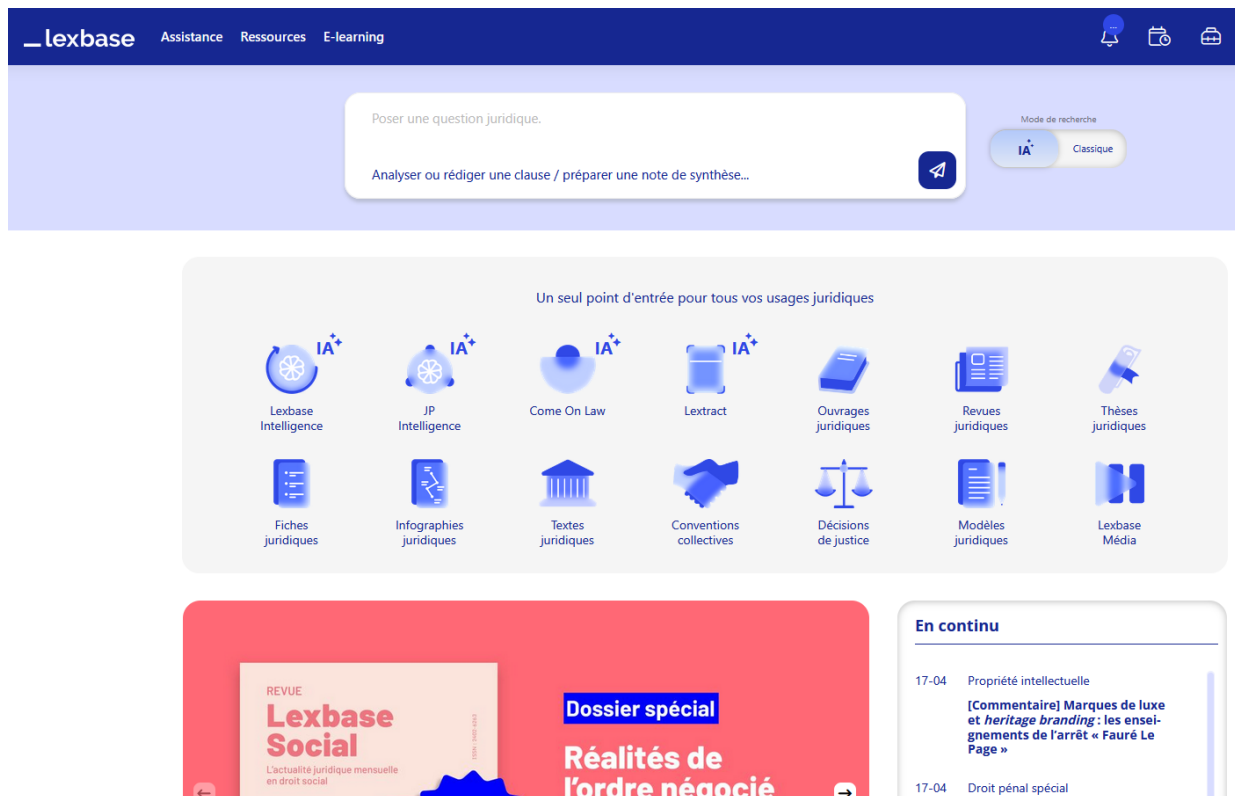 _lexbase
Assistance Ressources E-learning
...
Poser une question juridique.
Analyser ou rédiger une clause / préparer une note de synthèse...
Mode de recherche
IA Classique
Un seul point d'entrée pour tous vos usages juridiques
IA IA IA IA
Lexbase
Intelligence
JP
Intelligence
Come On Law
Lextract
Ouvrages
juridiques
Revues
juridiques
Thèses
juridiques
Fiches
juridiques
Infographies
juridiques
Textes
juridiques
Conventions
collectives
Décisions
de justice
Modèles
juridiques
Lexbase
Média
REVUE
Lexbase
Social
L'actualité juridique mensuelle
en droit social
Dossier spécial
Réalités de
l'ordre négocié
En continu
17-04 Propriété intellectuelle
[Commentaire] Marques de luxe
et heritage branding : les ensei-
gnements de l'arrêt « Fauré Le
Page »
17-04 Droit pénal spécial